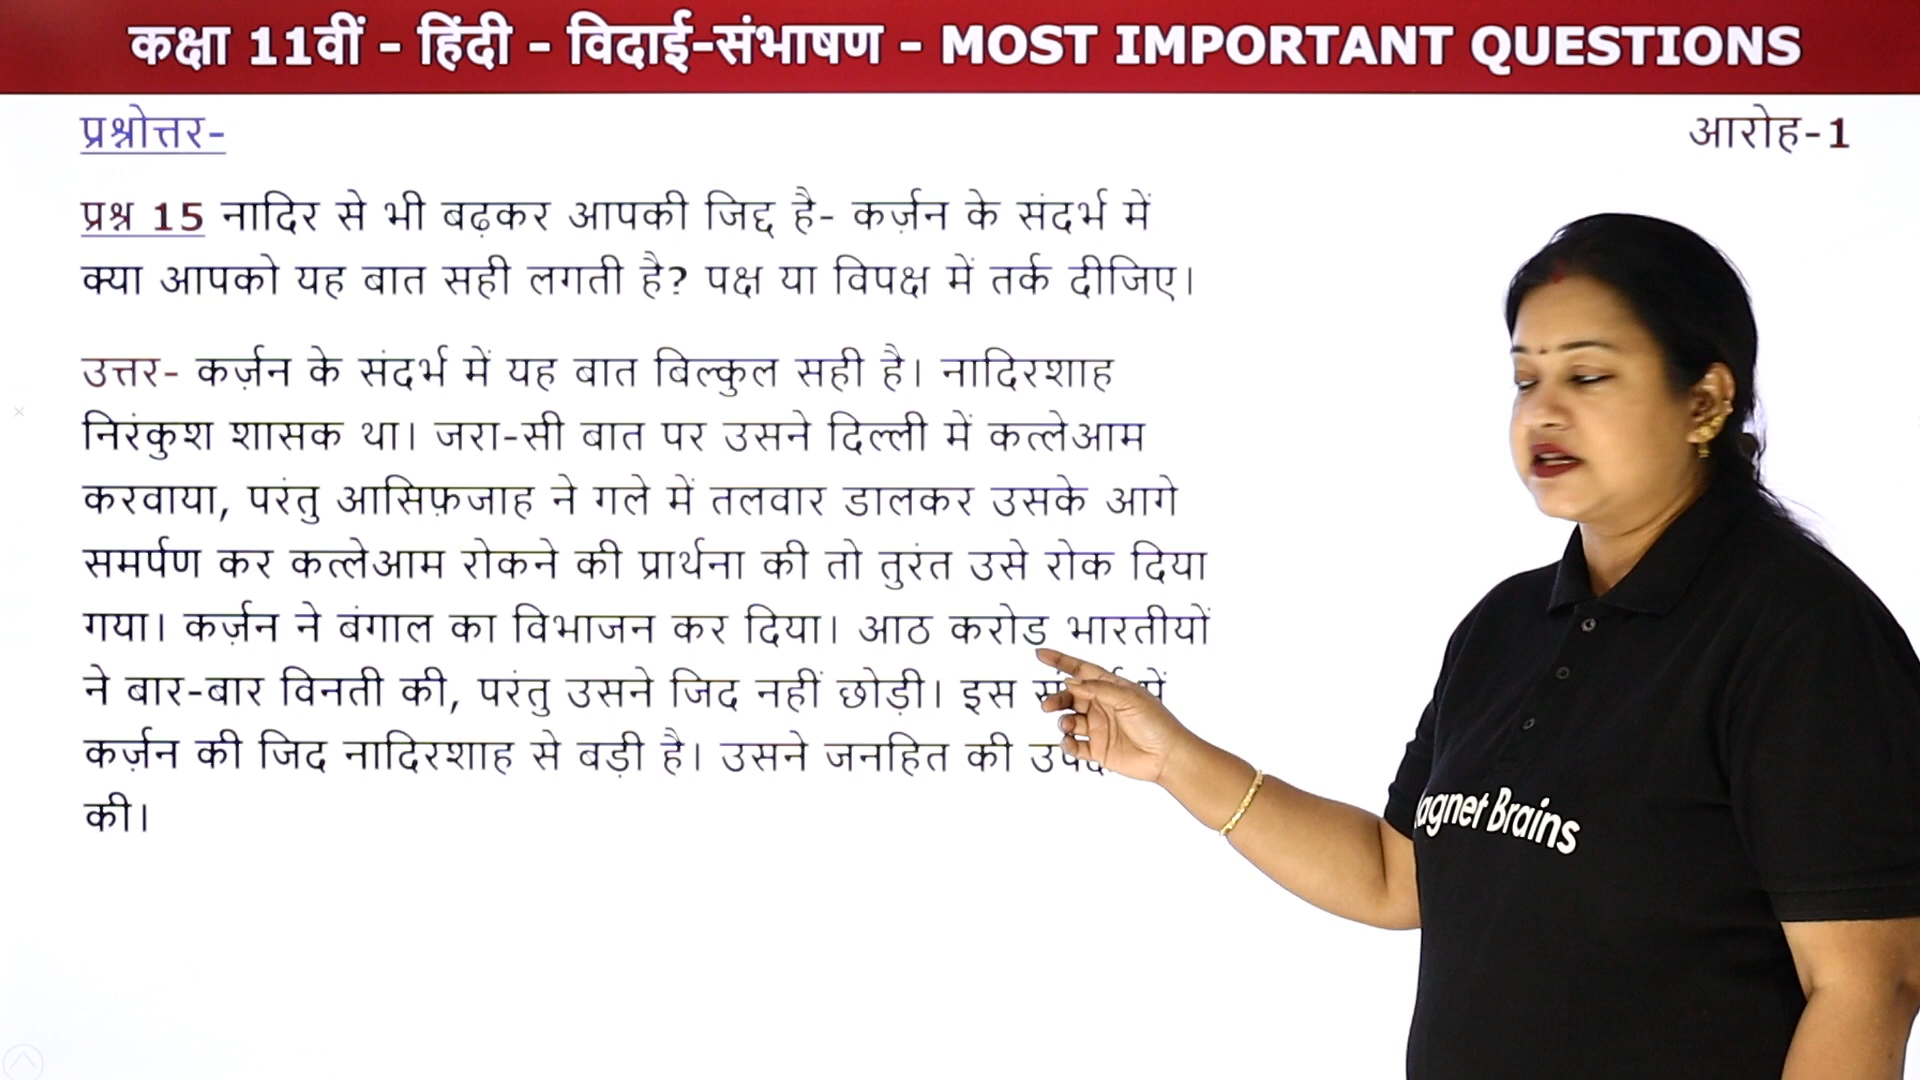 कक्षा 11वीं - हिंदी - विदाई-संभाषण - MOST IMPORTANT QUESTIONS
प्रश्नोत्तर-
आरोह-1
प्रश्न 15 नादिर से भी बढ़कर आपकी जिद्द है- कर्ज़न के संदर्भ में
क्या आपको यह बात सही लगती है? पक्ष या विपक्ष में तर्क दीजिए।
उत्तर- कर्ज़न के संदर्भ में यह बात बिल्कुल सही है। नादिरशाह
निरंकुश शासक था। जरा-सी बात पर उसने दिल्ली में कत्लेआम
करवाया, परंतु आसिफ़जाह ने गले में तलवार डालकर उसके आगे
समर्पण कर कत्लेआम रोकने की प्रार्थना की तो तुरंत उसे रोक दिया
गया। कर्ज़न ने बंगाल का विभाजन कर दिया। आठ करोड़ भारतीयों
ने बार-बार विनती की, परंतु उसने जिद नहीं छोड़ी। इस में
कर्ज़न की जिद नादिरशाह से बड़ी है। उसने जनहित की
की।
agnet Brains